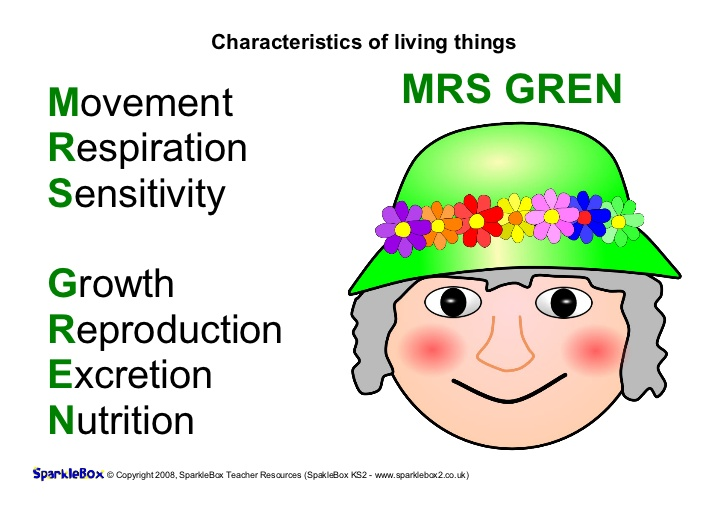 Characteristics of living things
MRS GREN
Movement
Respiration
Sensitivity
Growth
Reproduction
Excretion
Nutrition
SparkleBox © Copyright 2008, SparkleBox Teacher Resources (SpakleBox KS2 - www.sparklebox2.co.uk)